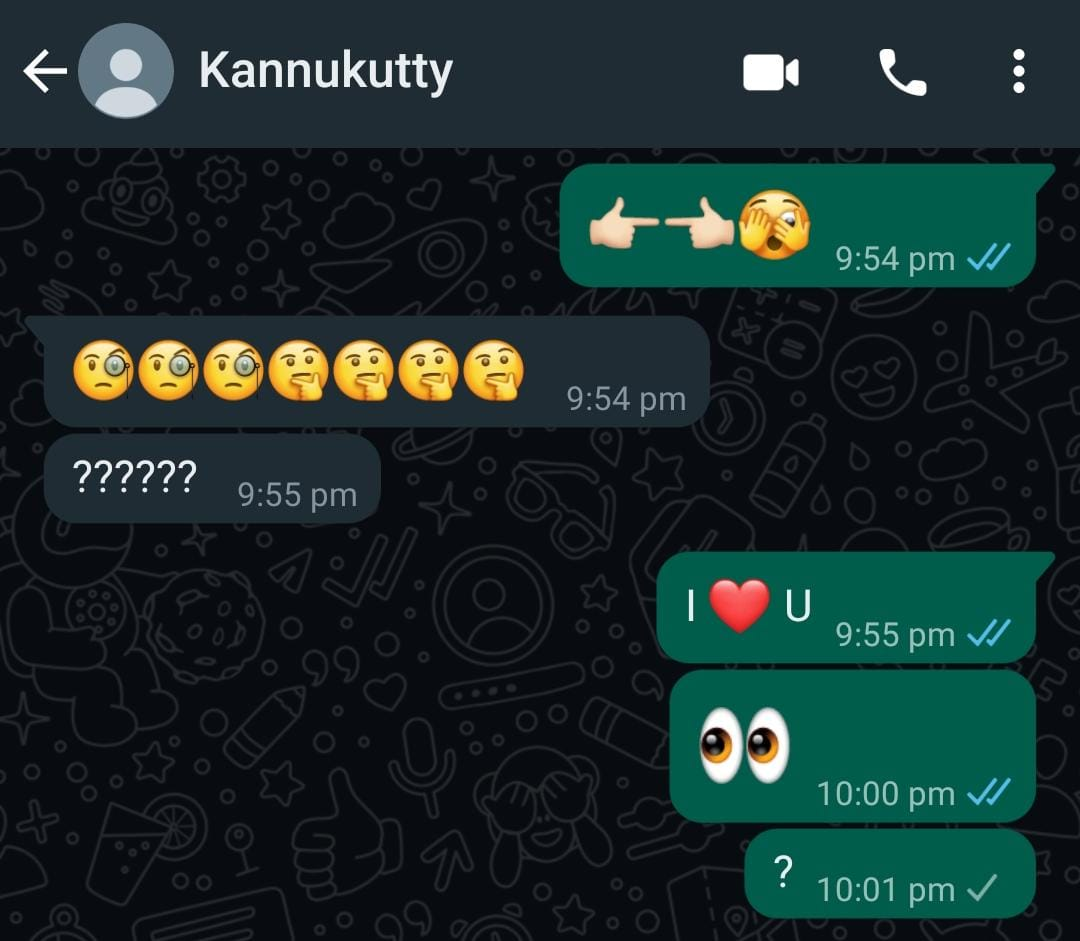 Kannukutty
👉🏻👈🏻🫣 9:54 pm
🧐🧐🧐🤔🤔🤔🤔 9:54 pm
?????? 9:55 pm
I ❤️ U 9:55 pm
👀 10:00 pm
? 10:01 pm